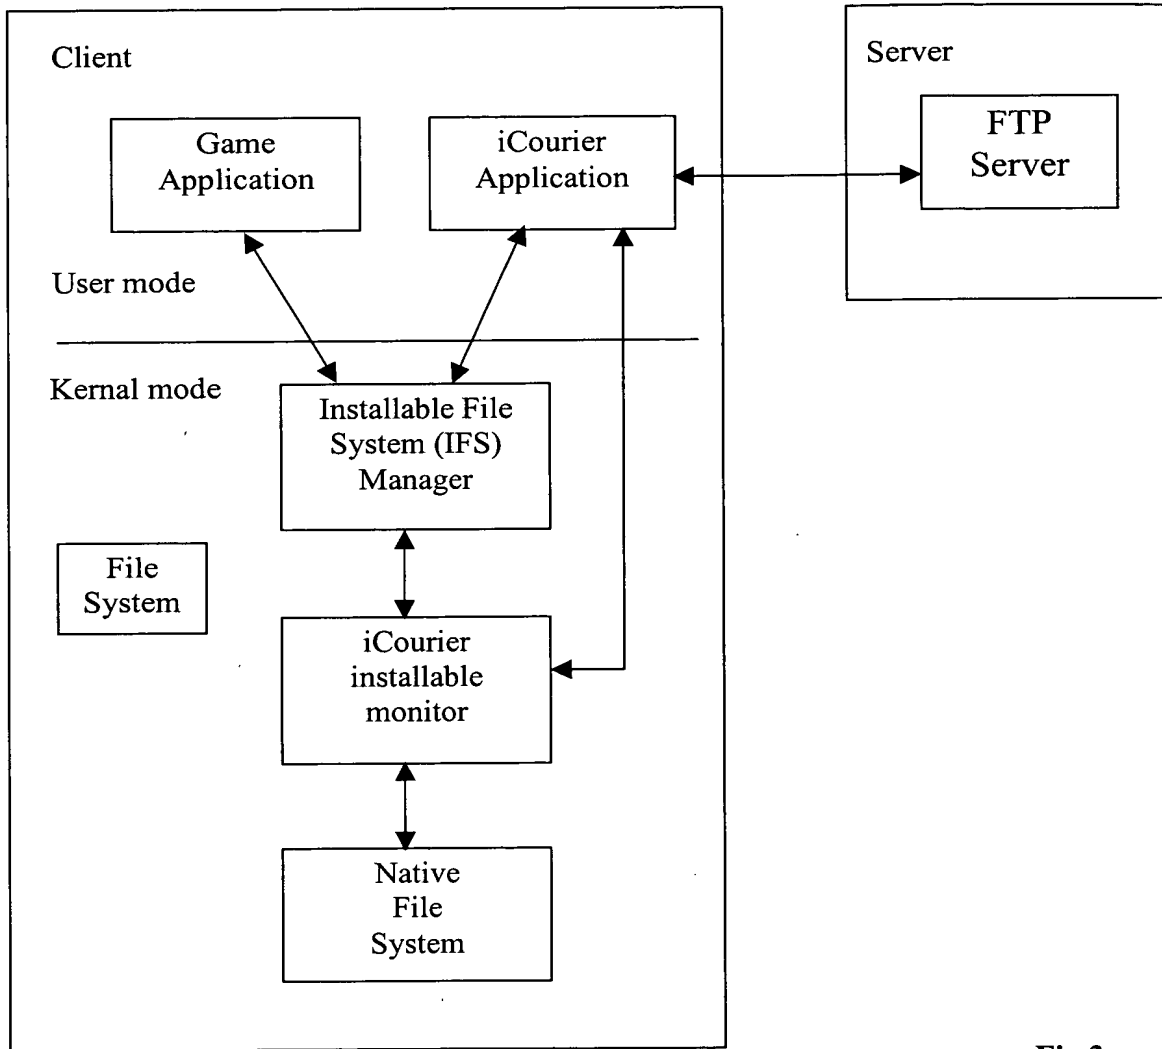 Client
Server
Game
Application
iCourier
Application
FTP
Server
User mode
Kernal mode
Installable File
System (IFS)
Manager
File
System
iCourier
installable
monitor
Native
File
System